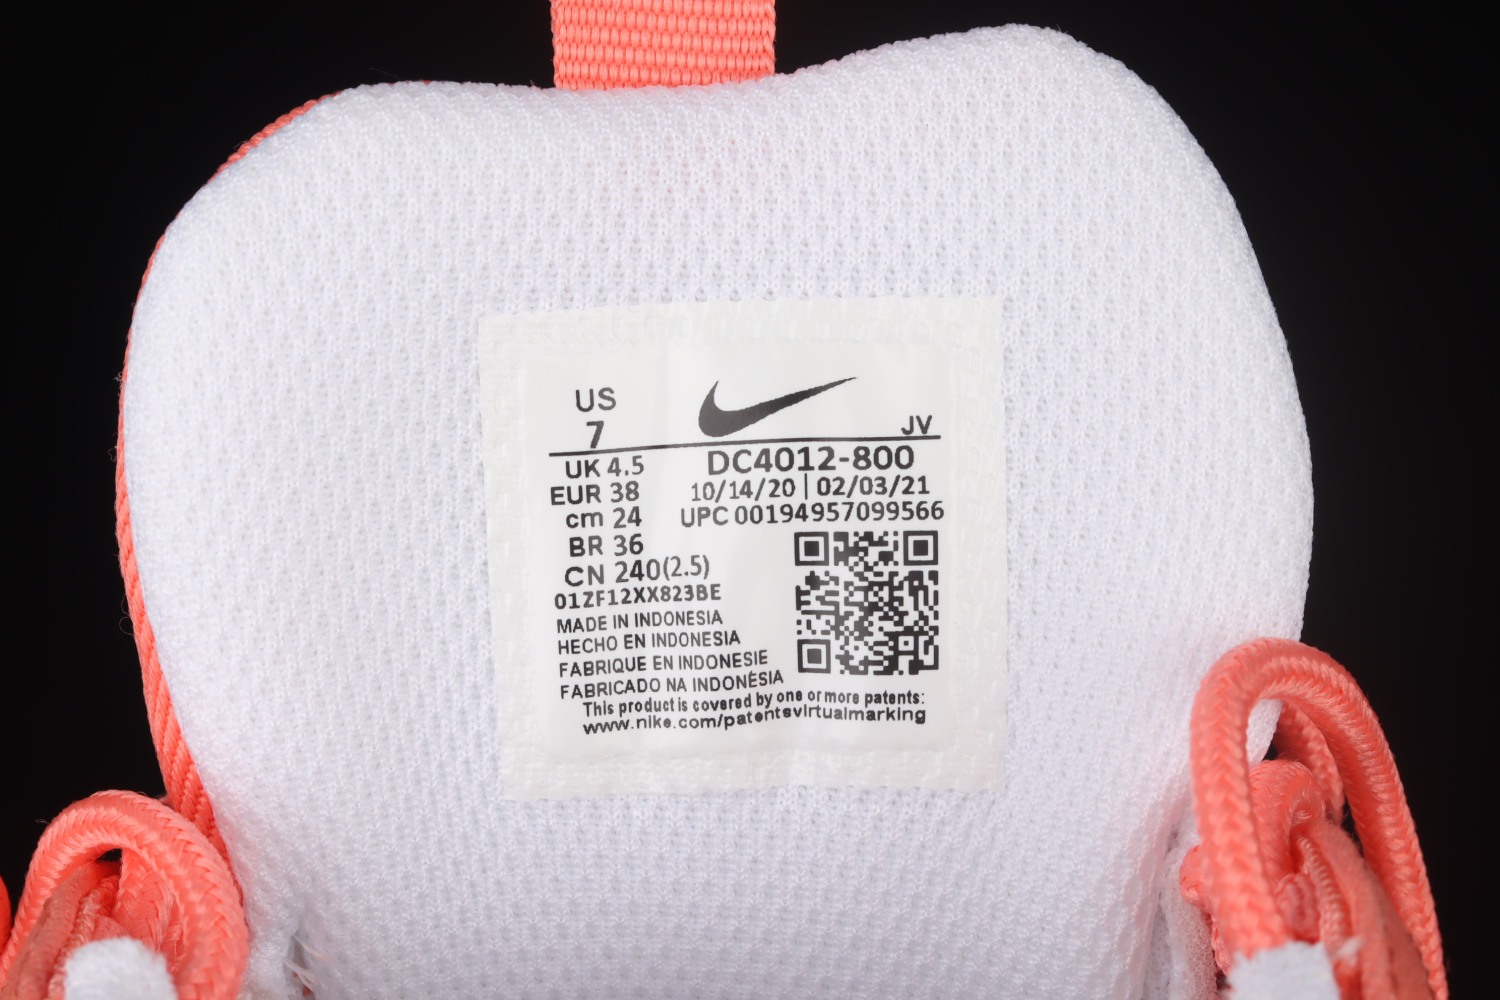 US
7
JV
UK 4.5
DC4012-800
EUR 38
10/14/20 | 02/03/21
cm 24
UPC 00194957099566
BR 36
CN 240(2.5)
01ZF12XX823BE
MADE IN INDONESIA
HECHO EN INDONESIA
FABRIQUE EN INDONESIE
FABRICADO NA INDONÉSIA
This product is covered by one or more patents:
www.nike.com/patentsvirtualmarking